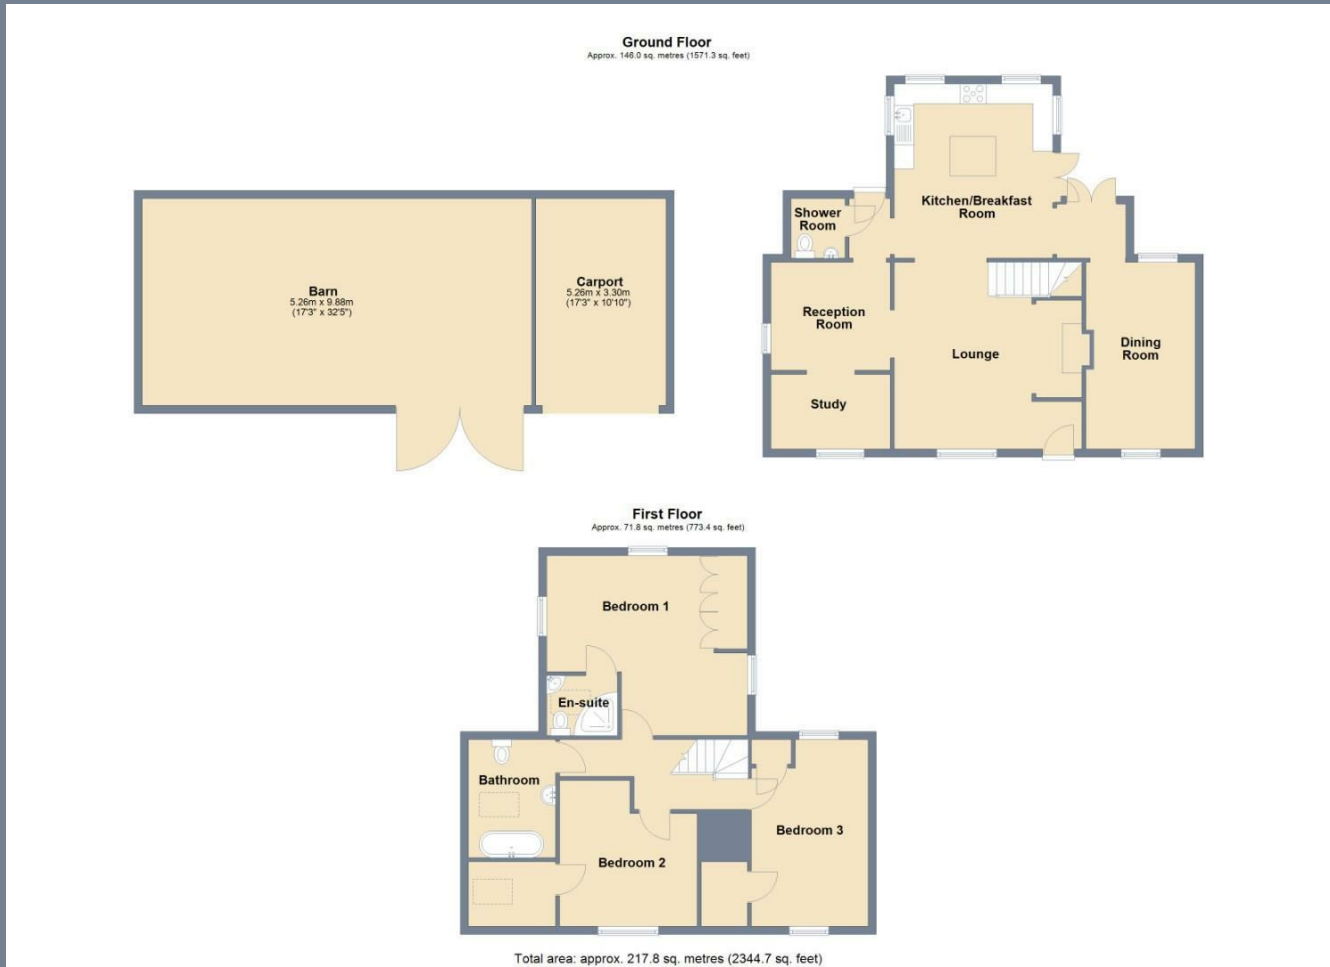 Ground Floor
Approx. 146.0 sq. metres (1571.3 sq. feet)
Kitchen/Breakfast
Room
Shower
Room
Barn
5.26m x 9.88m
(17'3" x 32'5")
Carport
5.26m x 3.30m
(17'3" x 10'10")
Reception
Room
Lounge
Dining
Room
Study
First Floor
Approx. 71.8 sq. metres (773.4 sq. feet)
Bedroom 1
En-suite
Bathroom
Bedroom 2
Bedroom 3
Total area: approx. 217.8 sq. metres (2344.7 sq. feet)